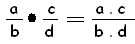 a/b • c/d = a . c / b . d